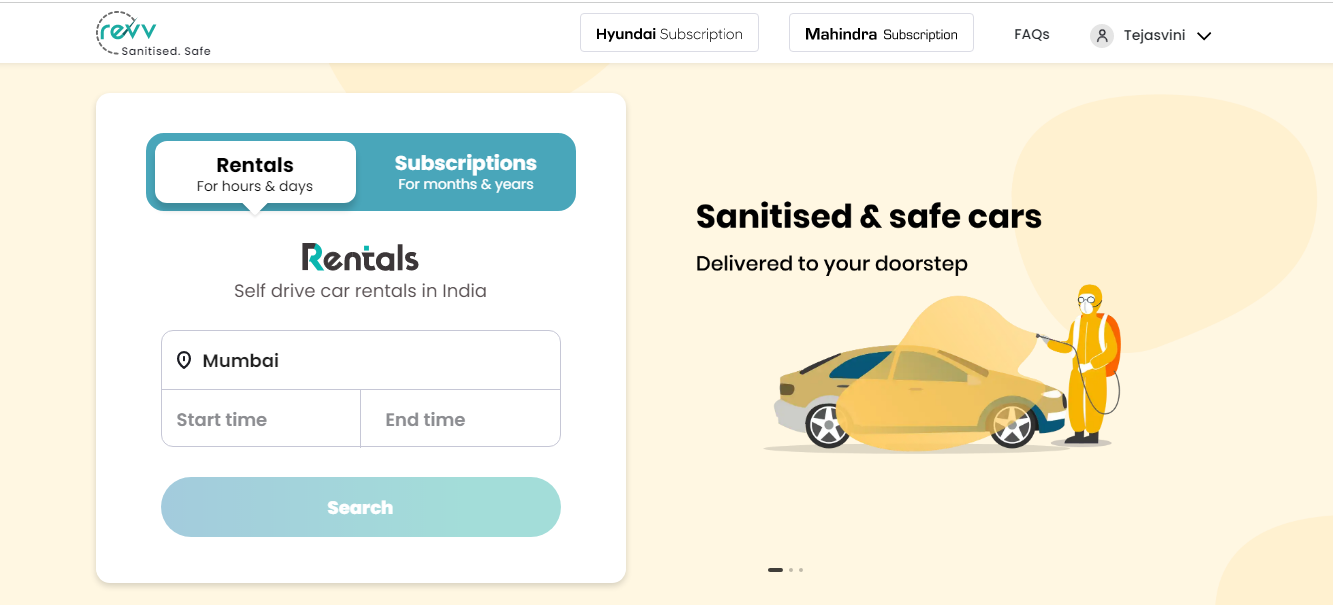 revv
Sanitised. Safe
Hyundai Subscription
Mahindra Subscription
FAQs
Tejasvini
Rentals
For hours & days
Subscriptions
For months & years
Rentals
Self drive car rentals in India
Mumbai
Start time
End time
Search
Sanitised & safe cars
Delivered to your doorstep